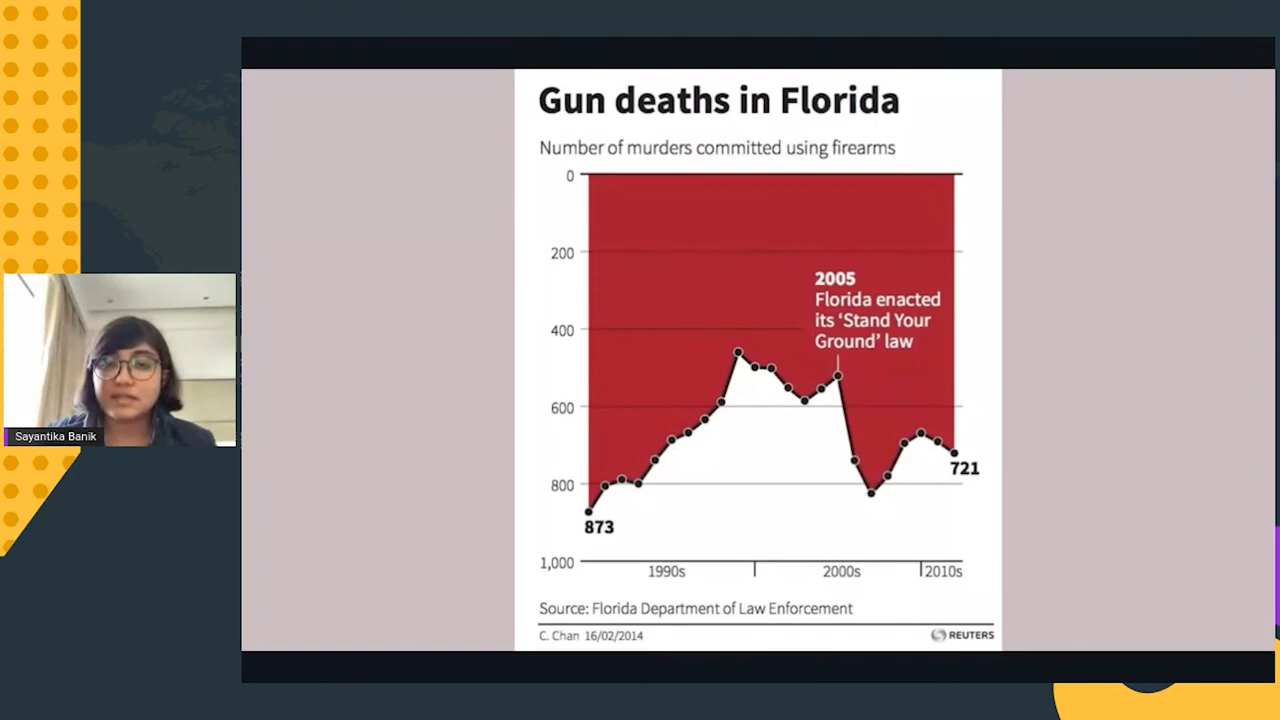 Gun deaths in Florida
Number of murders committed using firearms
0
200
400
600
800
1,000
2005
Florida enacted
its ‘Stand Your
Ground’ law
873
721
1990s
2000s
2010s
Source: Florida Department of Law Enforcement
C. Chan 16/02/2014
REUTERS
Sayantika Banik